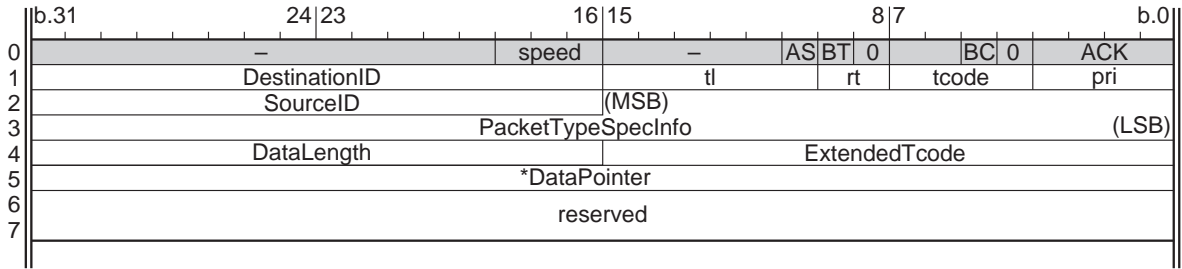 b.31 24 23 16 15 8 7 b.0
0 – speed – AS BT 0 BC 0 ACK
1 DestinationID tl rt tcode pri
2 SourceID (MSB)
3 PacketTypeSpecInfo (LSB)
4 DataLength ExtendedTcode
5 *DataPointer
6
reserved
7